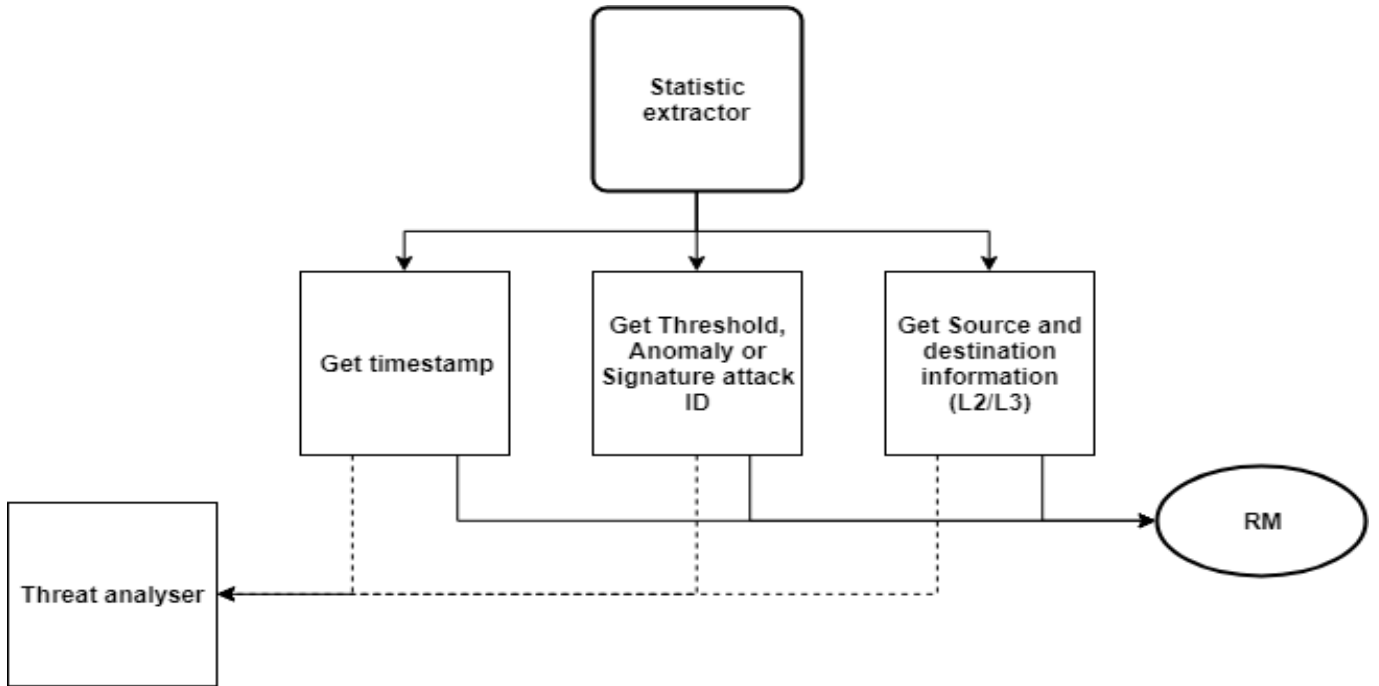 Statistic
extractor
Get timestamp
Get Threshold,
Anomaly or
Signature attack
ID
Get Source and
destination
information
(L2/L3)
RM
Threat analyser